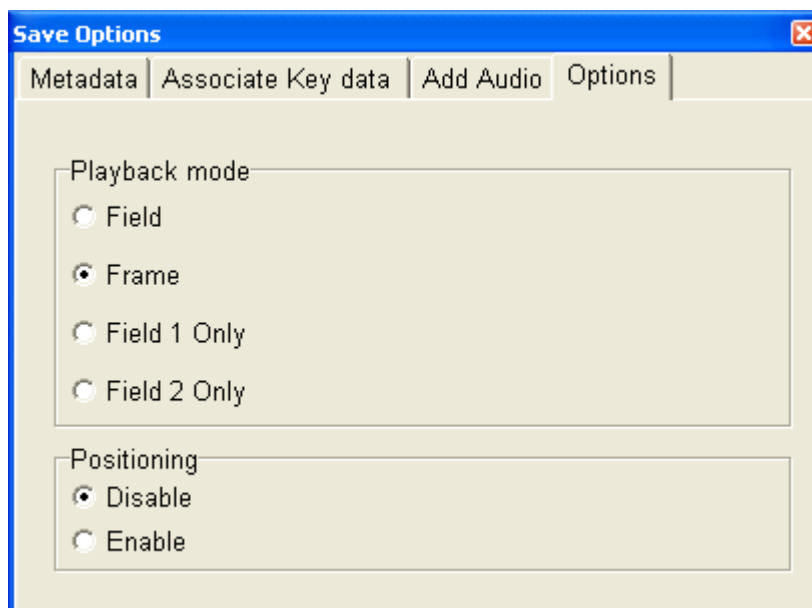 Save Options
Metadata Associate Key data Add Audio Options
Playback mode
Field
Frame
Field 1 Only
Field 2 Only
Positioning
Disable
Enable